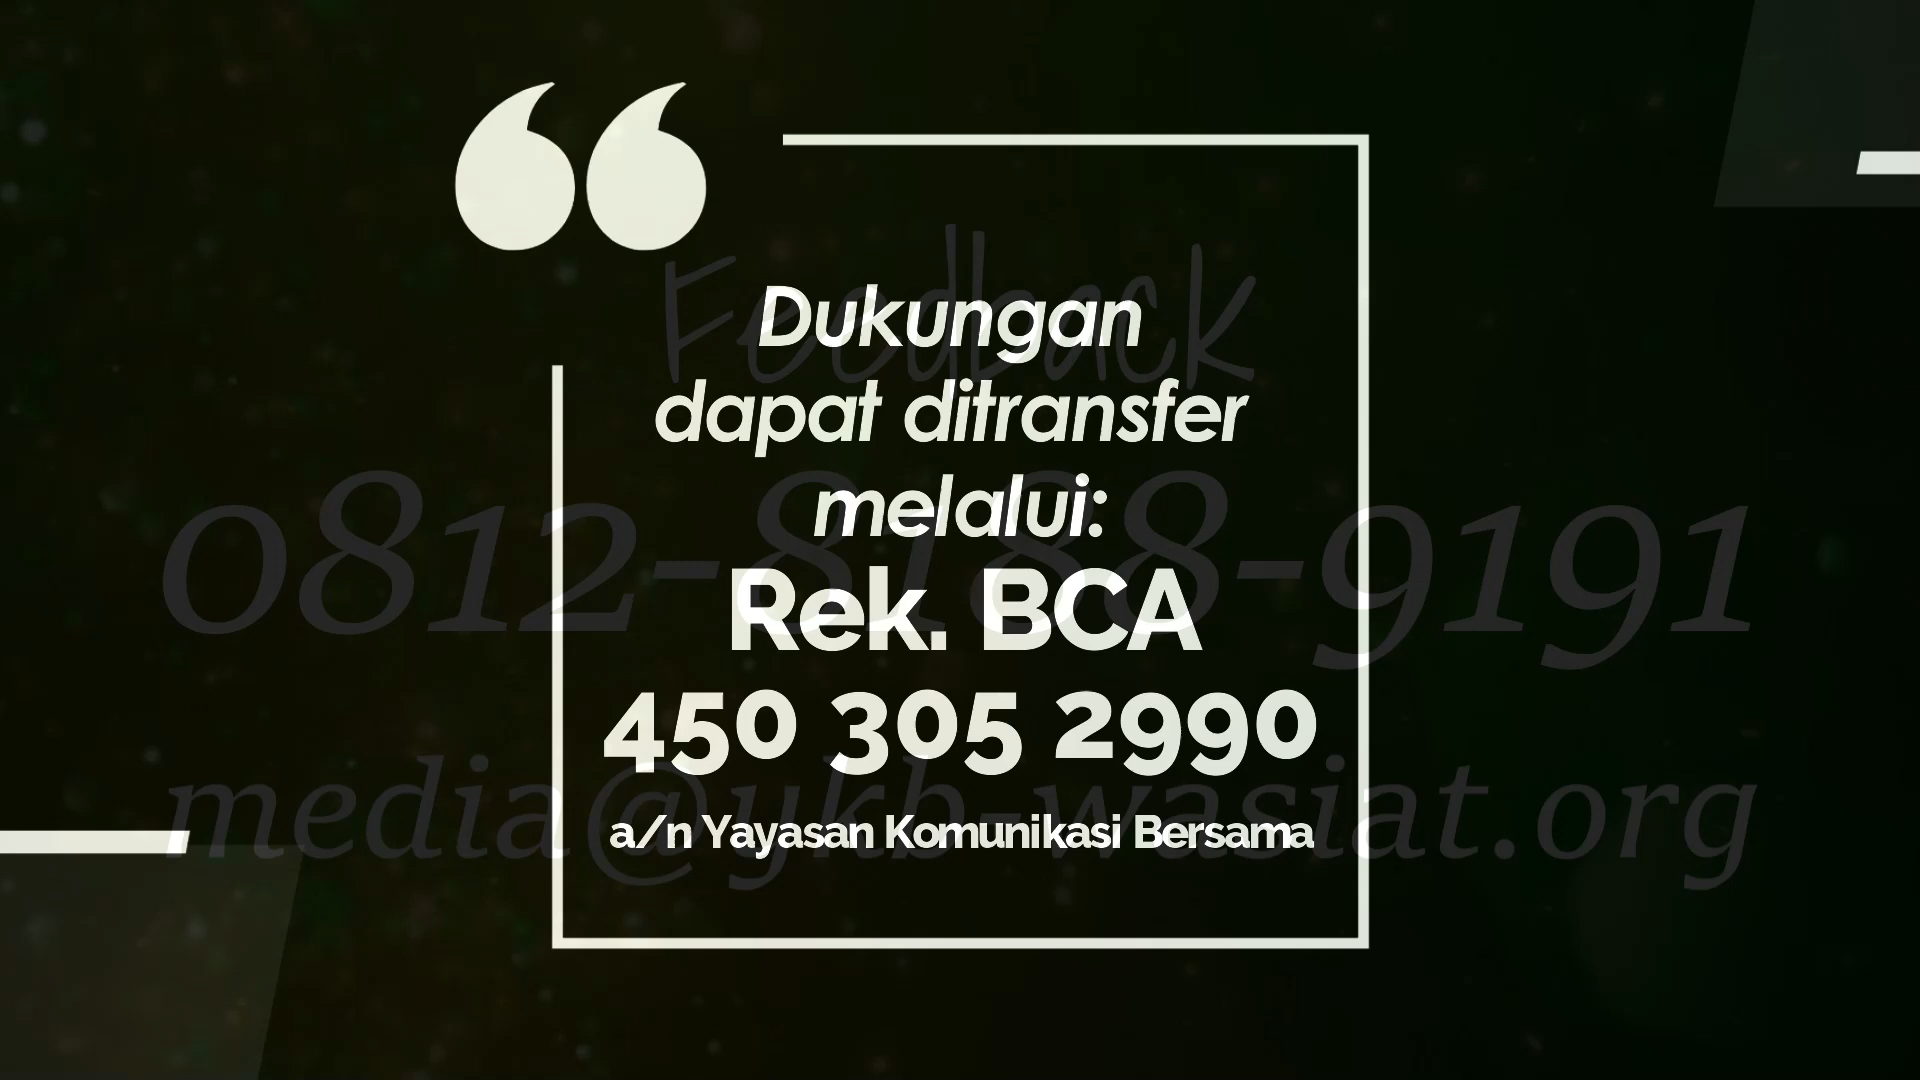 Feedback
Dukungan
dapat ditransfer
melalui:
0812-8188-9191
Rek. BCA
450 305 2990
media@ykb-wasiat.org
a/n Yayasan Komunikasi Bersama